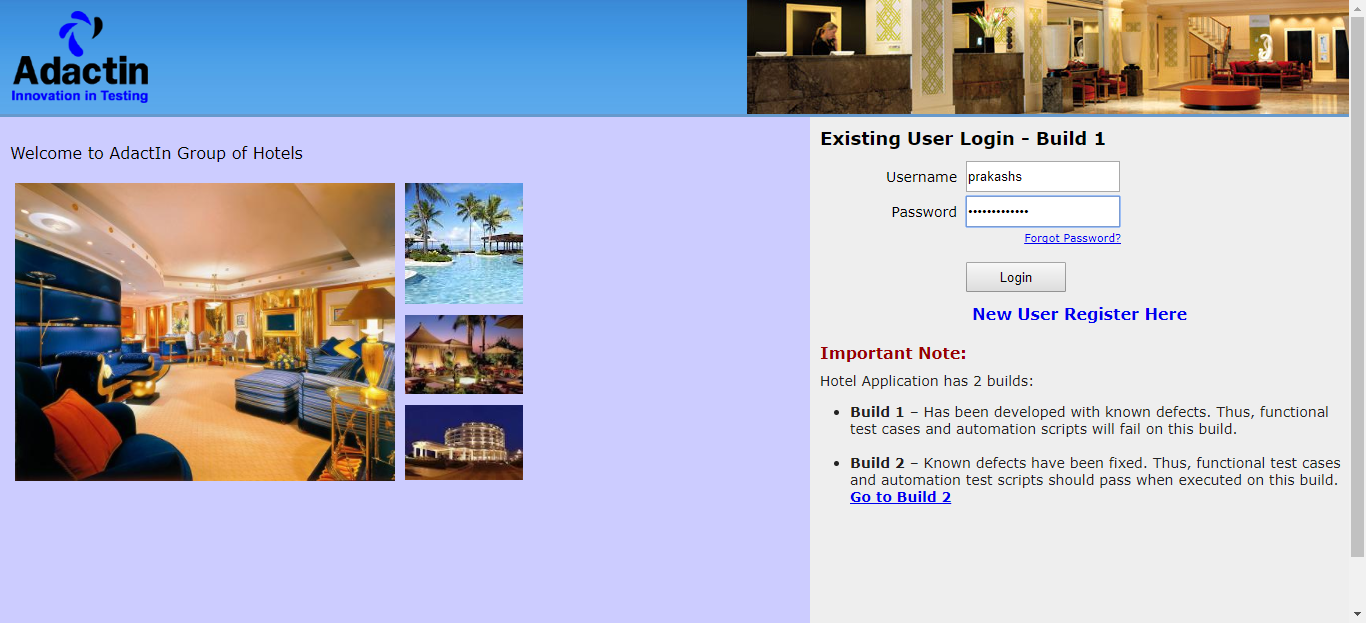 Adactin
Innovation in Testing
Welcome to AdactIn Group of Hotels
Existing User Login - Build 1
Username prakashs
Password •••••••••••••
Forgot Password?
Login
New User Register Here
Important Note:
Hotel Application has 2 builds:
• Build 1 – Has been developed with known defects. Thus, functional
test cases and automation scripts will fail on this build.
• Build 2 – Known defects have been fixed. Thus, functional test cases
and automation test scripts should pass when executed on this build.
Go to Build 2